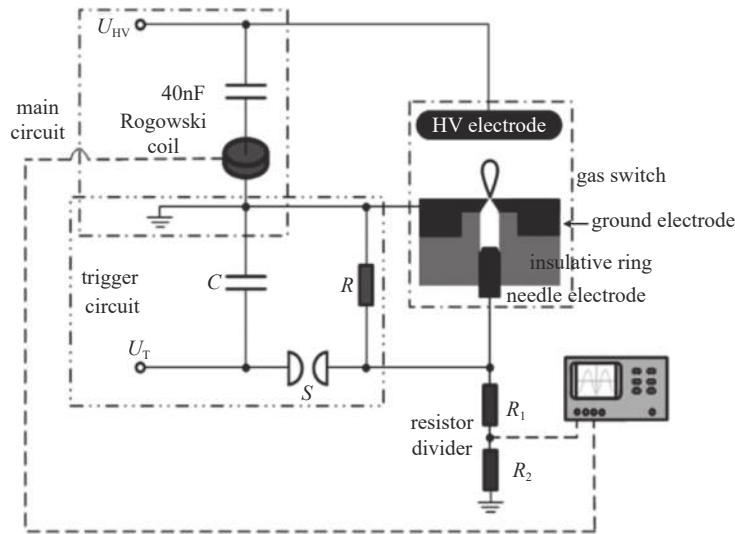 U_HV
40nF
Rogowski
coil
main
circuit
HV electrode
gas switch
ground electrode
insulative ring
needle electrode
trigger
circuit
C
R
U_T
S
R_1
resistor
divider
R_2